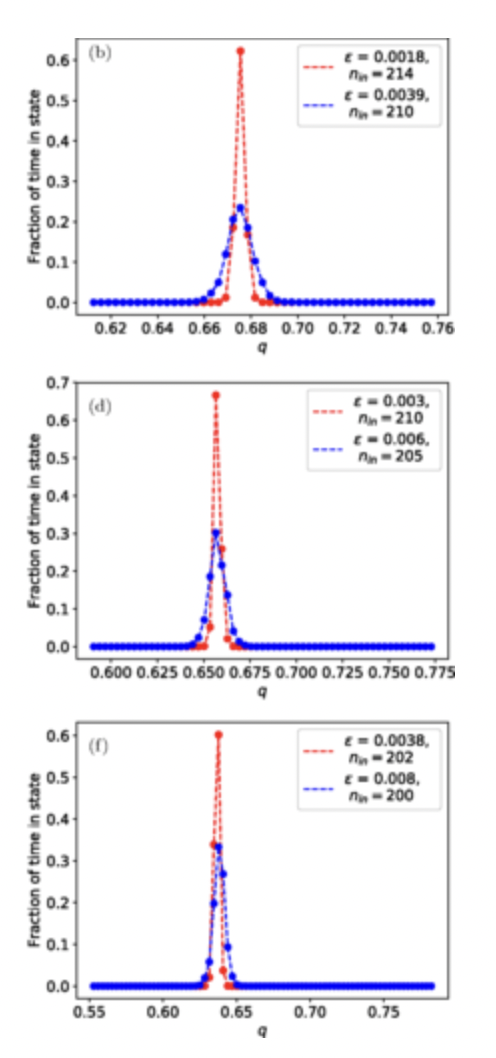 (b)
ε = 0.0018,
n_in = 214
ε = 0.0039,
n_in = 210
Fraction of time in state
0.6
0.5
0.4
0.3
0.2
0.1
0.0
0.62 0.64 0.66 0.68 0.70 0.72 0.74 0.76
q
(d)
ε = 0.003,
n_in = 210
ε = 0.006,
n_in = 205
Fraction of time in state
0.7
0.6
0.5
0.4
0.3
0.2
0.1
0.0
0.600 0.625 0.650 0.675 0.700 0.725 0.750 0.775
q
(f)
ε = 0.0038,
n_in = 202
ε = 0.008,
n_in = 200
Fraction of time in state
0.6
0.5
0.4
0.3
0.2
0.1
0.0
0.55 0.60 0.65 0.70 0.75
q